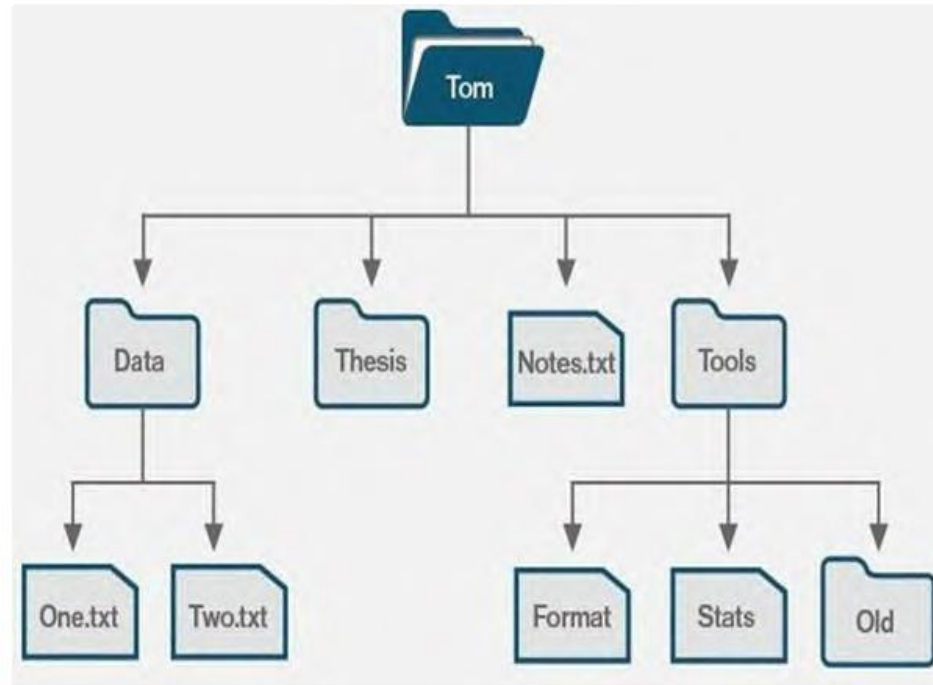 Tom
Data
Thesis
Notes.txt
Tools
One.txt
Two.txt
Format
Stats
Old